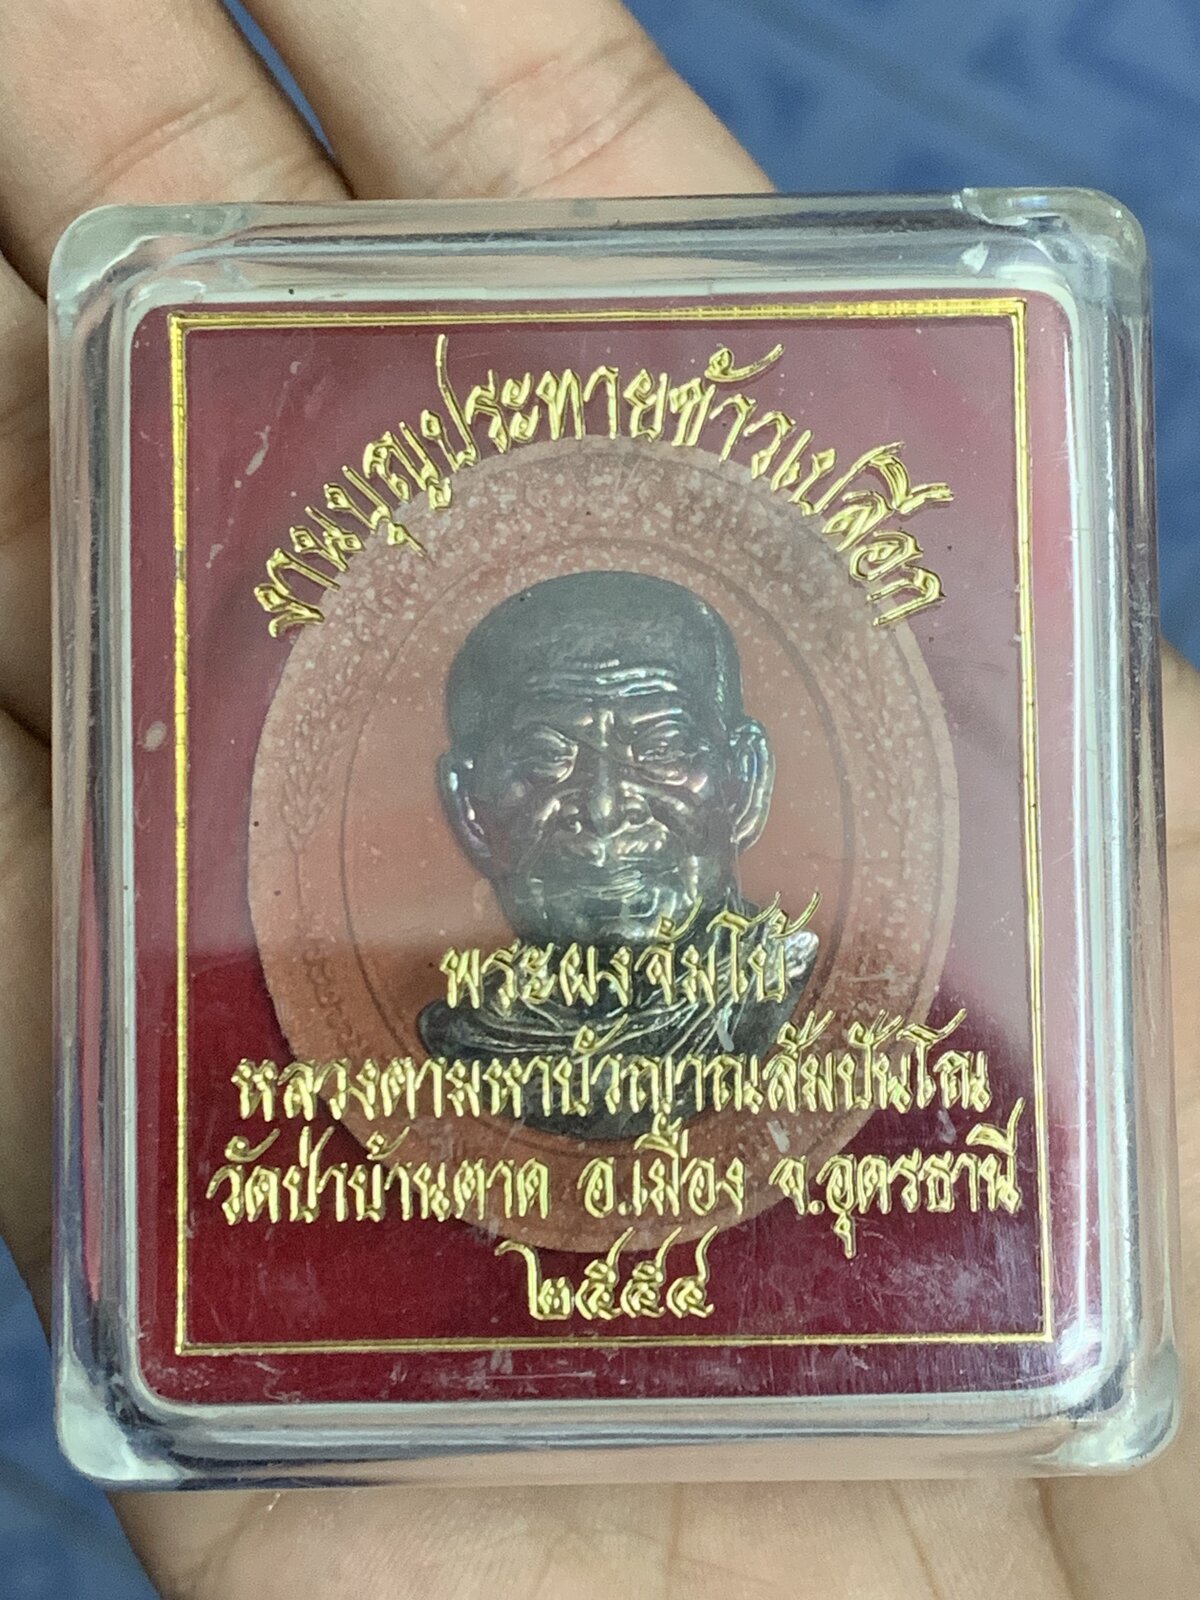 ทานบุญประทายข้าวเปลือก
พระผงจัมโบ้
หลวงตามหาบัวญาณสัมปันโณ
วัดป่าบ้านตาด อ.เมือง จ.อุดรธานี
๒๕๕๔